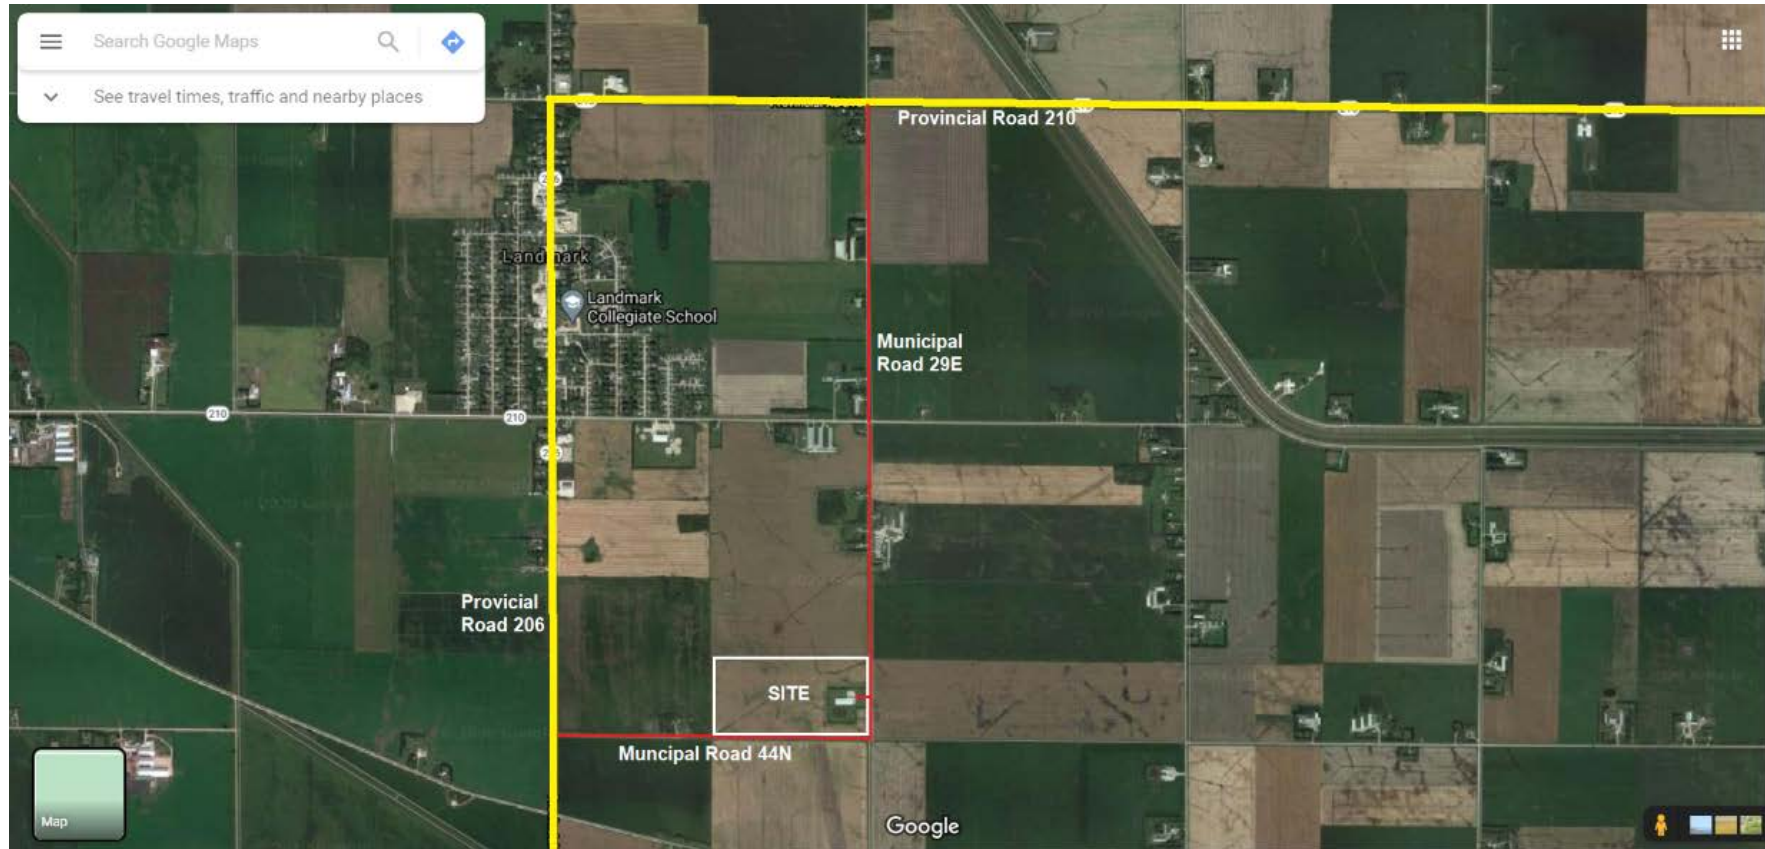 Search Google Maps
See travel times, traffic and nearby places
Provincial Road 210
Landmark
Landmark
Collegiate School
Municipal
Road 29E
210
210
Provicial
Road 206
SITE
Muncipal Road 44N
Map
Google